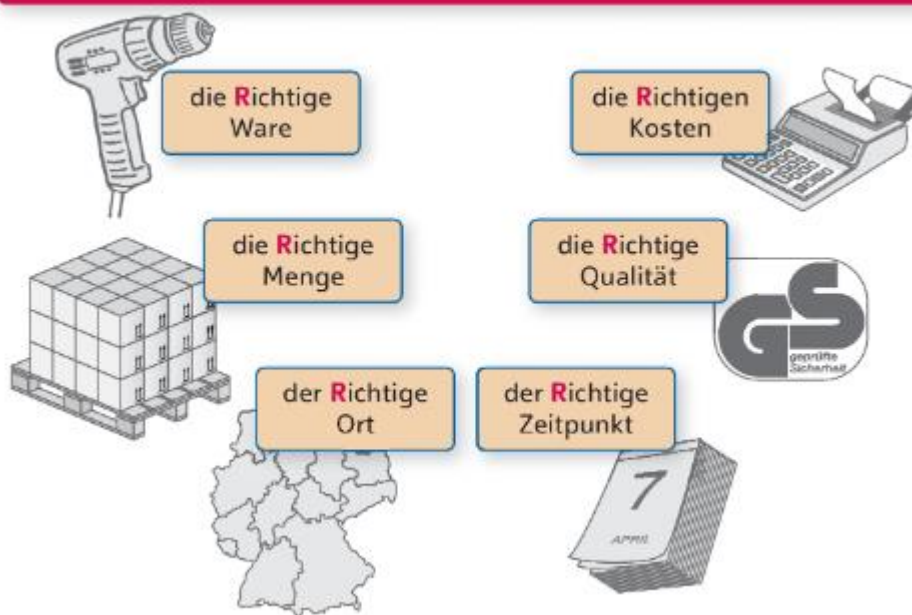 die Richtige
Ware
die Richtigen
Kosten
die Richtige
Menge
die Richtige
Qualität
GS
geprüfte
Sicherheit
der Richtige
Ort
der Richtige
Zeitpunkt
7
APRIL